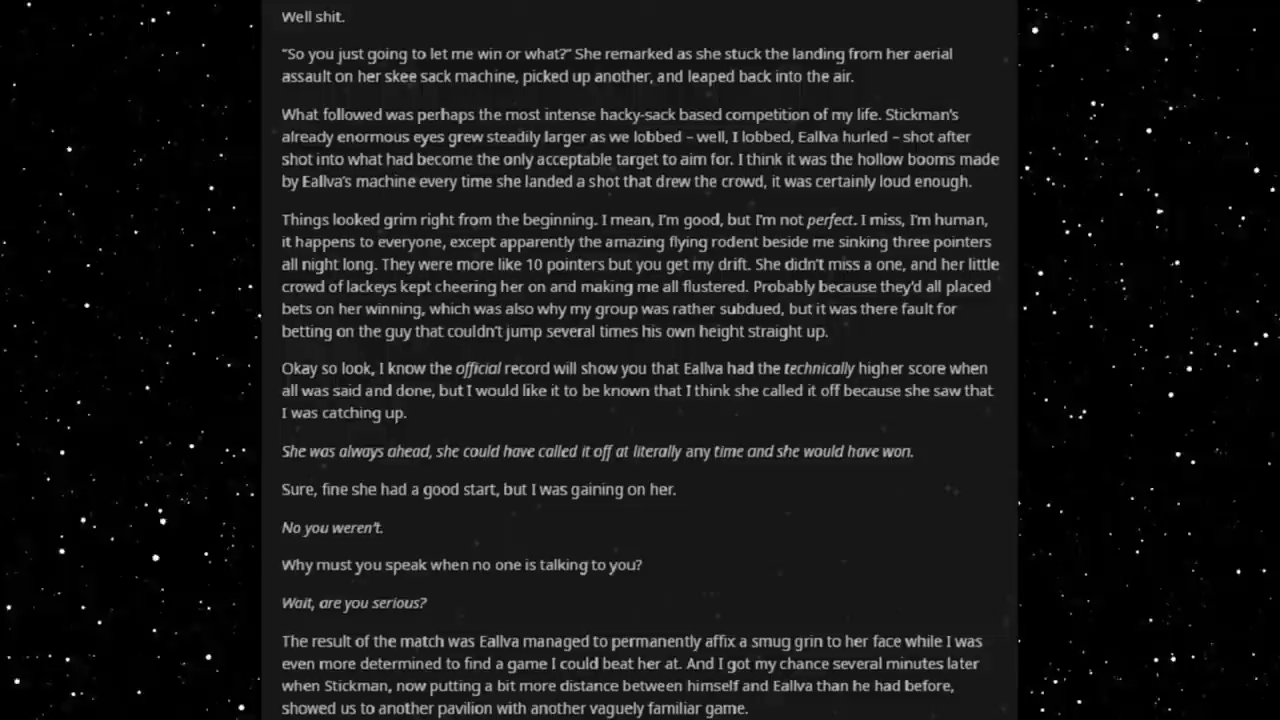 Well shit.
"So you just going to let me win or what?" She remarked as she stuck the landing from her aerial
assault on her skee sack machine, picked up another, and leaped back into the air.
What followed was perhaps the most intense hacky-sack based competition of my life. Stickman's
already enormous eyes grew steadily larger as we lobbed – well, I lobbed, Eallva hurled – shot after
shot into what had become the only acceptable target to aim for. I think it was the hollow booms made
by Eallva's machine every time she landed a shot that drew the crowd, it was certainly loud enough.
Things looked grim right from the beginning. I mean, I'm good, but I'm not perfect. I miss, I'm human,
it happens to everyone, except apparently the amazing flying rodent beside me sinking three pointers
all night long. They were more like 10 pointers but you get my drift. She didn't miss a one, and her little
crowd of lackeys kept cheering her on and making me all flustered. Probably because they'd all placed
bets on her winning, which was also why my group was rather subdued, but it was there fault for
betting on the guy that couldn't jump several times his own height straight up.
Okay so look, I know the official record will show you that Eallva had the technically higher score when
all was said and done, but I would like it to be known that I think she called it off because she saw that
I was catching up.
She was always ahead, she could have called it off at literally any time and she would have won.
Sure, fine she had a good start, but I was gaining on her.
No you weren't.
Why must you speak when no one is talking to you?
Wait, are you serious?
The result of the match was Eallva managed to permanently affix a smug grin to her face while I was
even more determined to find a game I could beat her at. And I got my chance several minutes later
when Stickman, now putting a bit more distance between himself and Eallva than he had before,
showed us to another pavilion with another vaguely familiar game.